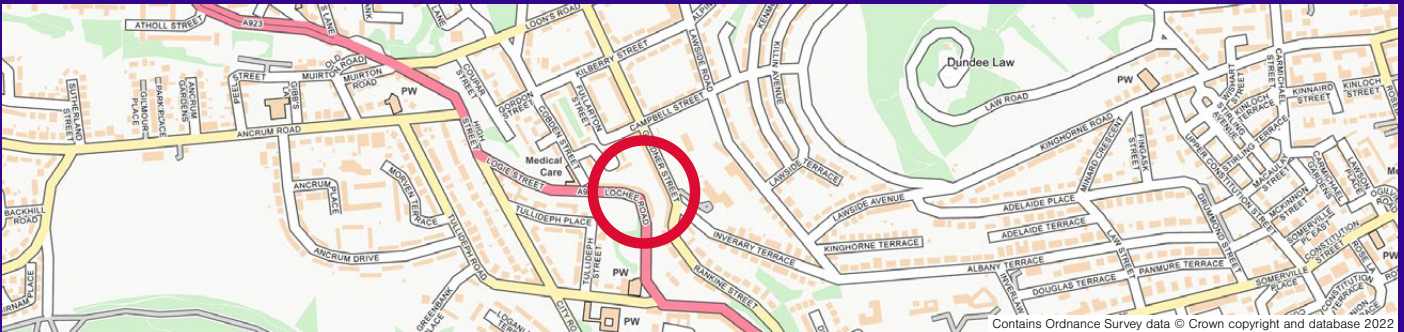 ATHOLL STREET
A923
LOON'S ROAD
KILBERRY STREET
LAWSIDE ROAD
KILLIN AVENUE
Dundee Law
PW
LAW ROAD
CARMICHAEL STREET
KINNAIRD STREET
KINLOCH STREET
STREET
MUIRTON ROAD
MUIRTON ROAD
PW
COUPAR STREET
GORDON STREET
COBDEN STREET
FULLARTON STREET
CAMPBELL STREET
SUTHERLAND STREET
GILMOUR PLACE
PARK PLACE
ANCRUM GARDENS
ANCRUM ROAD
HIGH STREET
LOGIE STREET
Medical Care
LOCHEE ROAD
LAWSIDE TERRACE
LAWSIDE AVENUE
KINGHORNE ROAD
MINARD CRESCENT
FINGASK STREET
UPPER CONSTITUTION STREET
STIRLING TERRACE
MACAULAY STREET
CARMICHAEL GARDENS
LAWSON PLACE
MCKINNON STREET
ANCRUM PLACE
MORVEN TERRACE
TULLIDEPH PLACE
TULLIDEPH STREET
TULLIDEPH ROAD
ANCRUM DRIVE
BACKHILL ROAD
INVERARY TERRACE
KINGHORNE TERRACE
ADELAIDE PLACE
ADELAIDE TERRACE
ALBANY TERRACE
LAW STREET
DRUMMOND STREET
DOUGLAS TERRACE
PANMURE TERRACE
SOMERVILLE PLACE
CONSTITUTION STREET
RANKINE STREET
PW
PW
CITY RO
Contains Ordnance Survey data © Crown copyright and database 2022